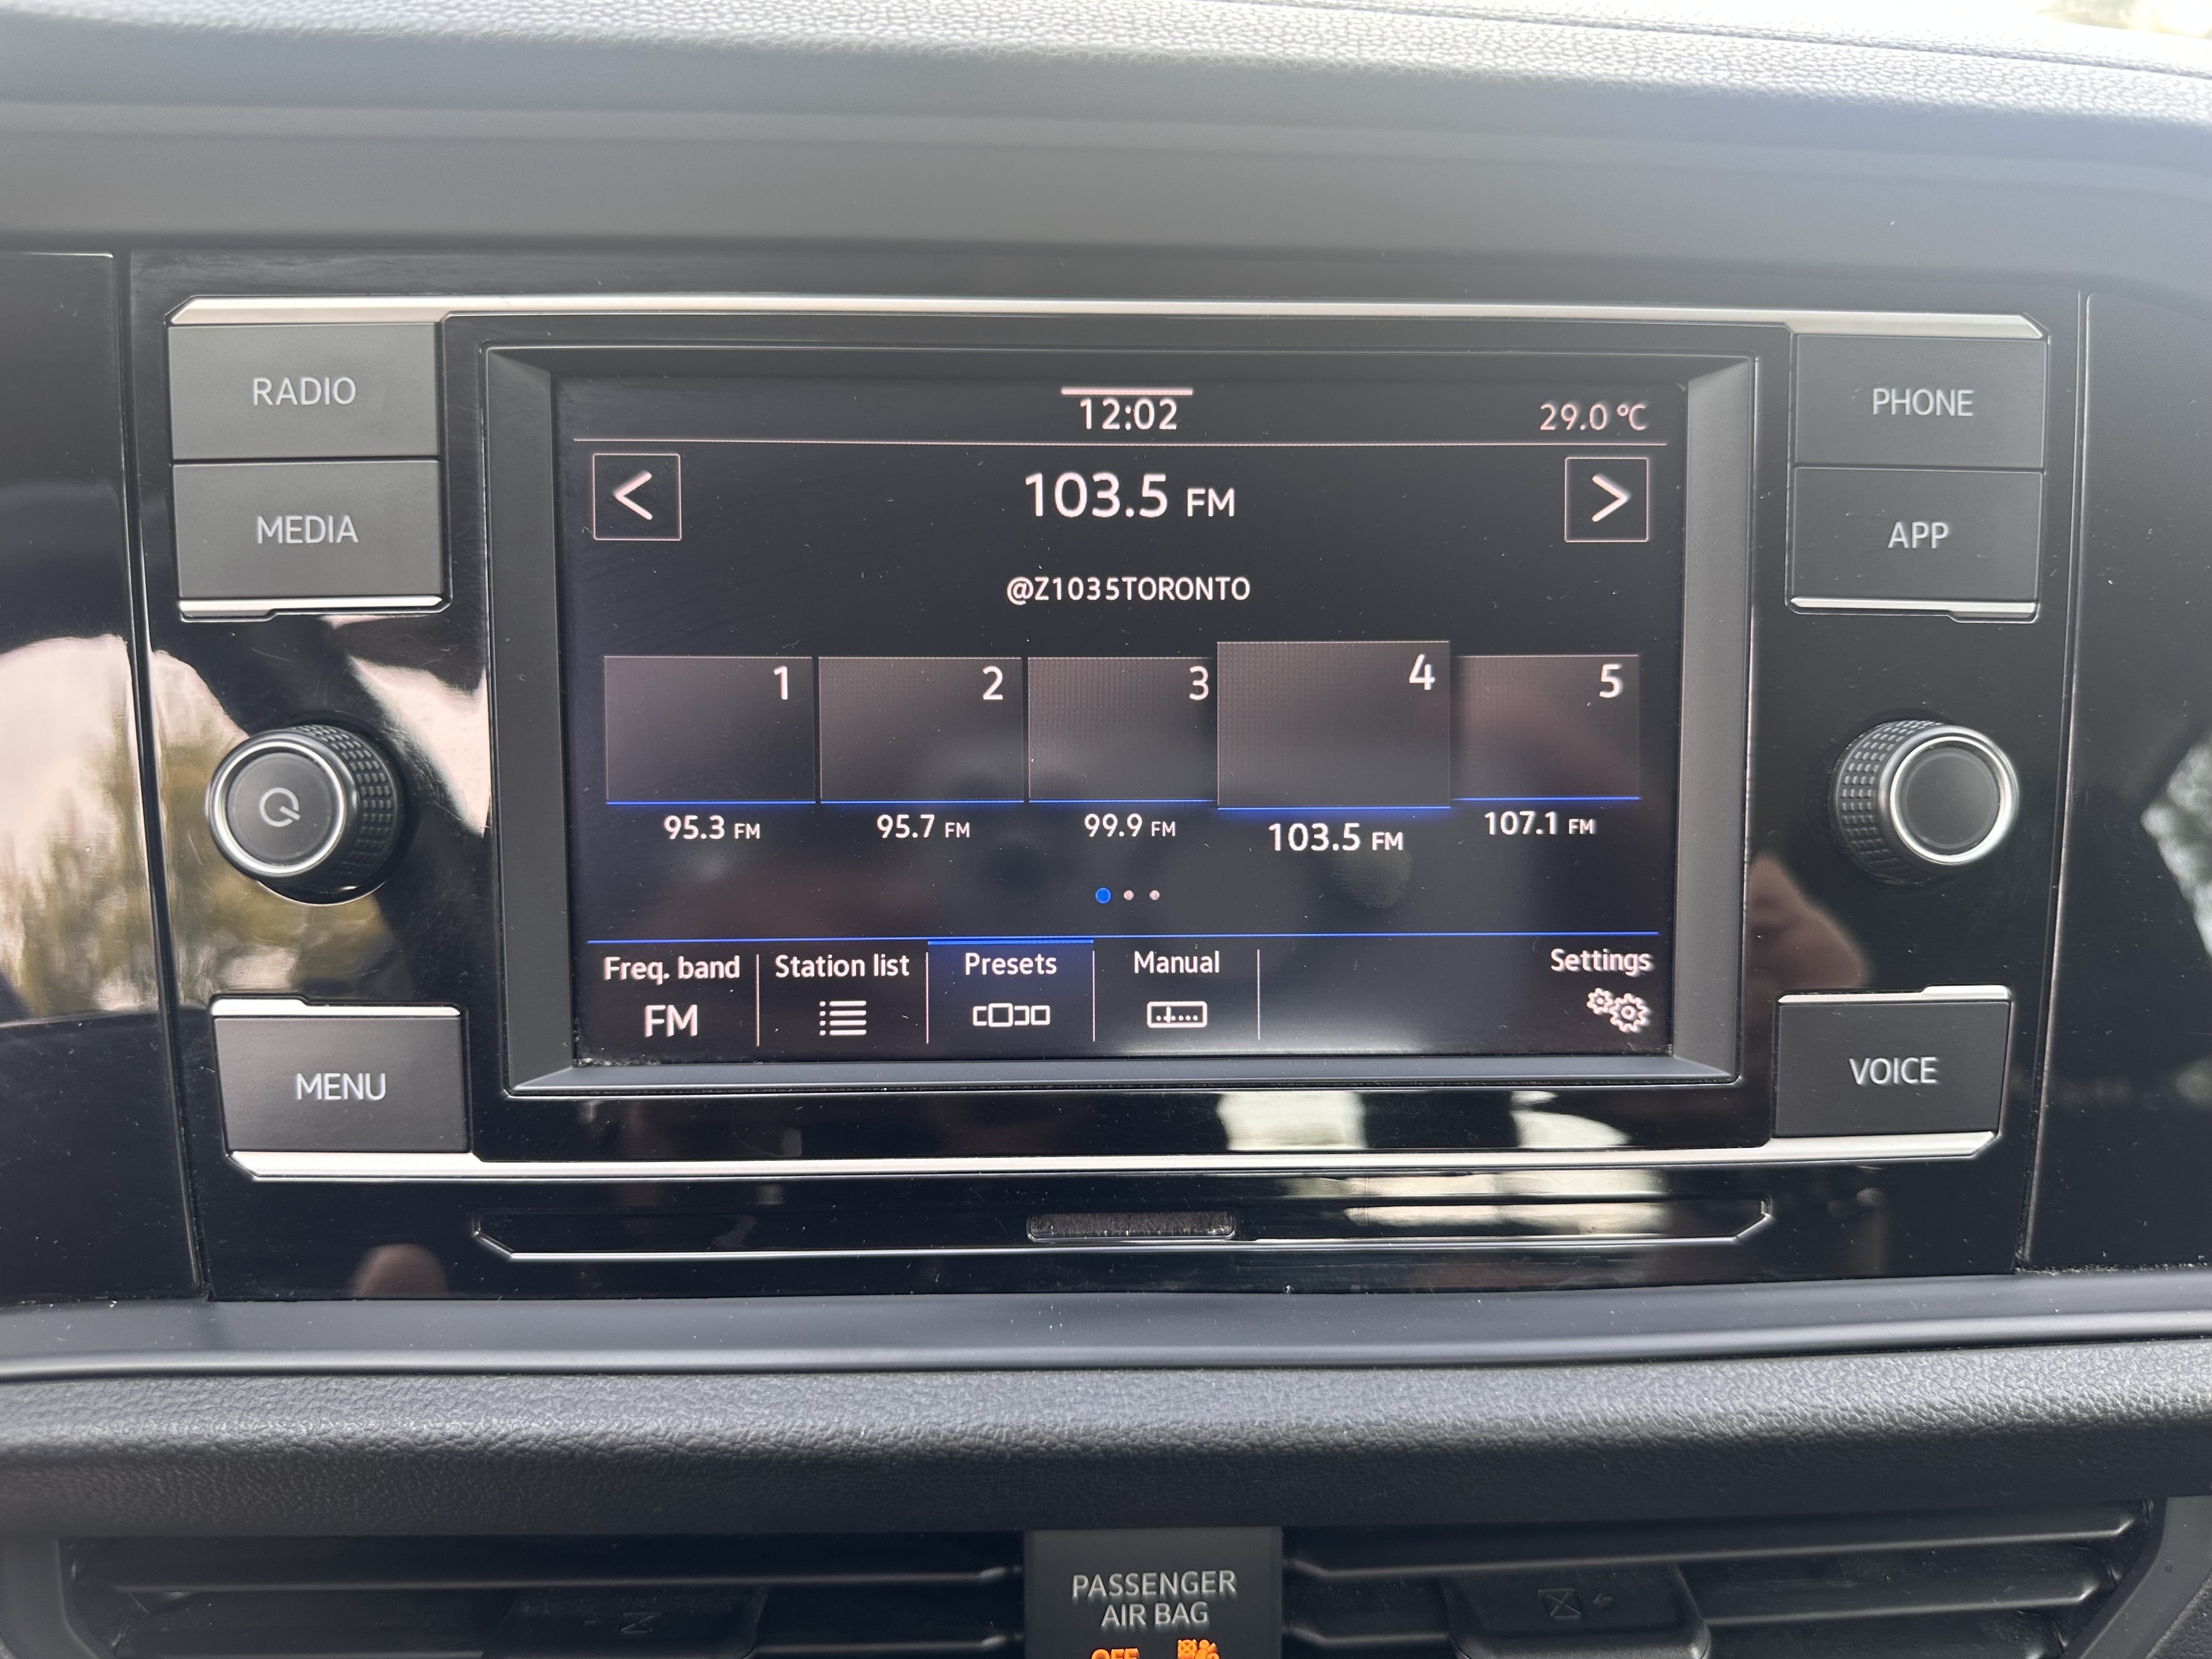 RADIO
MEDIA
MENU
PHONE
APP
VOICE
12:02 29.0 °C
< 103.5 FM >
@Z1035TORONTO
1 2 3 4 5
95.3 FM 95.7 FM 99.9 FM 103.5 FM 107.1 FM
Freq. band Station list Presets Manual Settings
FM
PASSENGER
AIR BAG
OFF